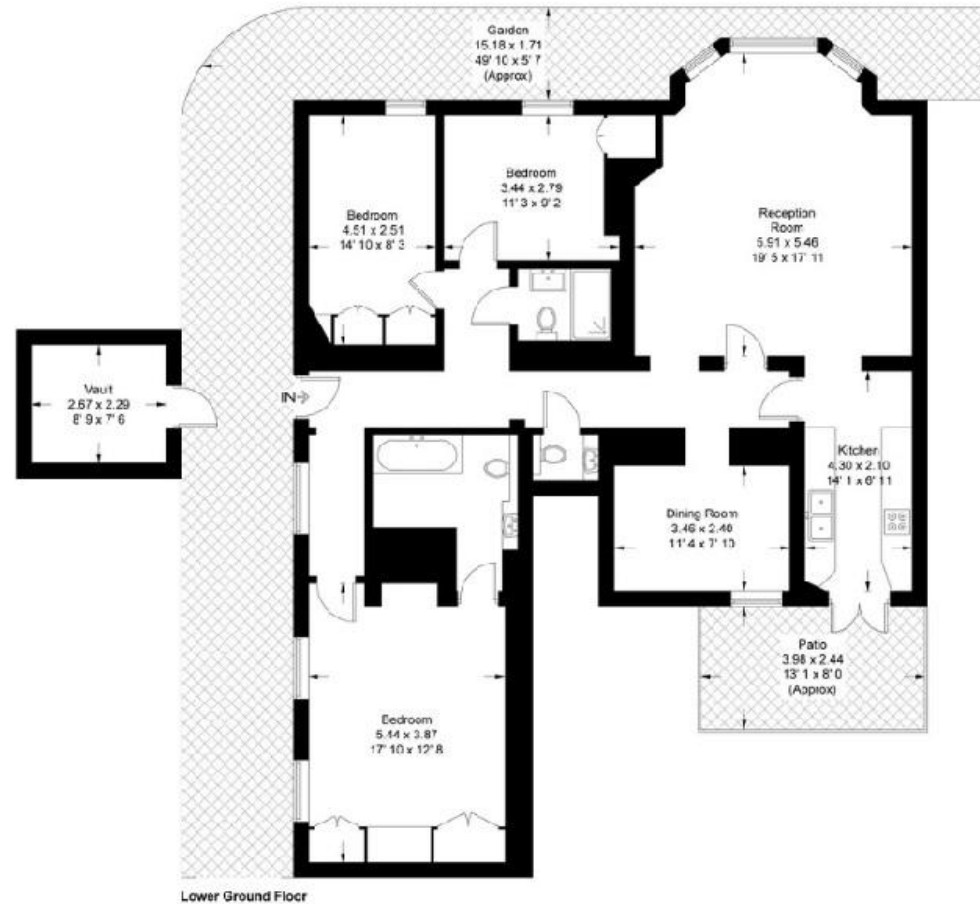 Garden
15.18 x 1.71
49' 10 x 5' 7
(Approx)
Bedroom
3.44 x 2.79
11' 3 x 9' 2
Bedroom
4.51 x 2.51
14' 10 x 8' 3
Reception
Room
5.91 x 5.46
19' 5 x 17' 11
Vault
2.67 x 2.29
8' 9 x 7' 6
IN
Kitchen
4.30 x 2.10
14' 1 x 6' 11
Dining Room
3.46 x 2.40
11' 4 x 7' 10
Patio
3.98 x 2.44
13' 1 x 8' 0
(Approx)
Bedroom
5.44 x 3.87
17' 10 x 12' 8
Lower Ground Floor